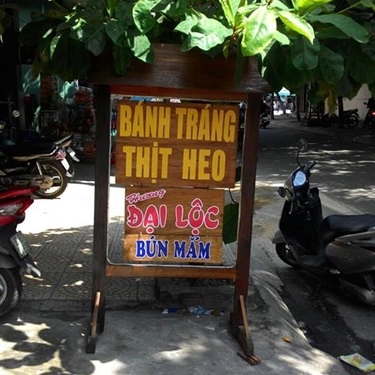 BÁNH TRÁNG
THỊT HEO
Hương
ĐẠI LỘC
BÚN MẮM